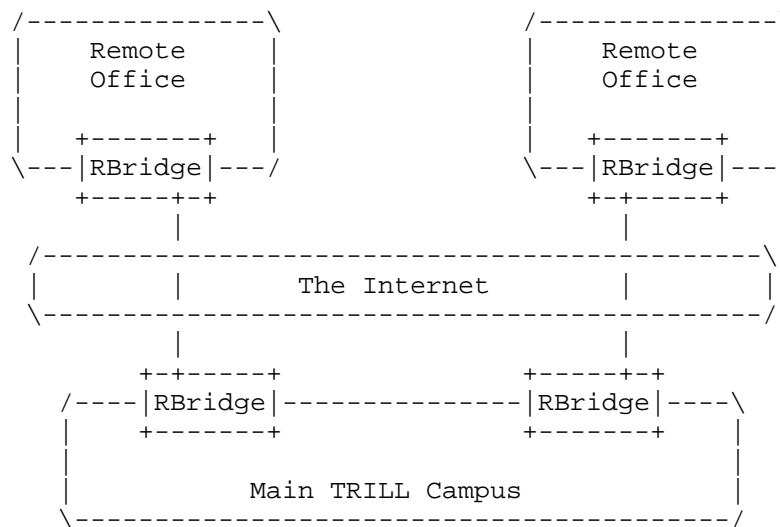 Remote Remote
Office Office
RBridge RBridge
The Internet
RBridge RBridge
Main TRILL Campus